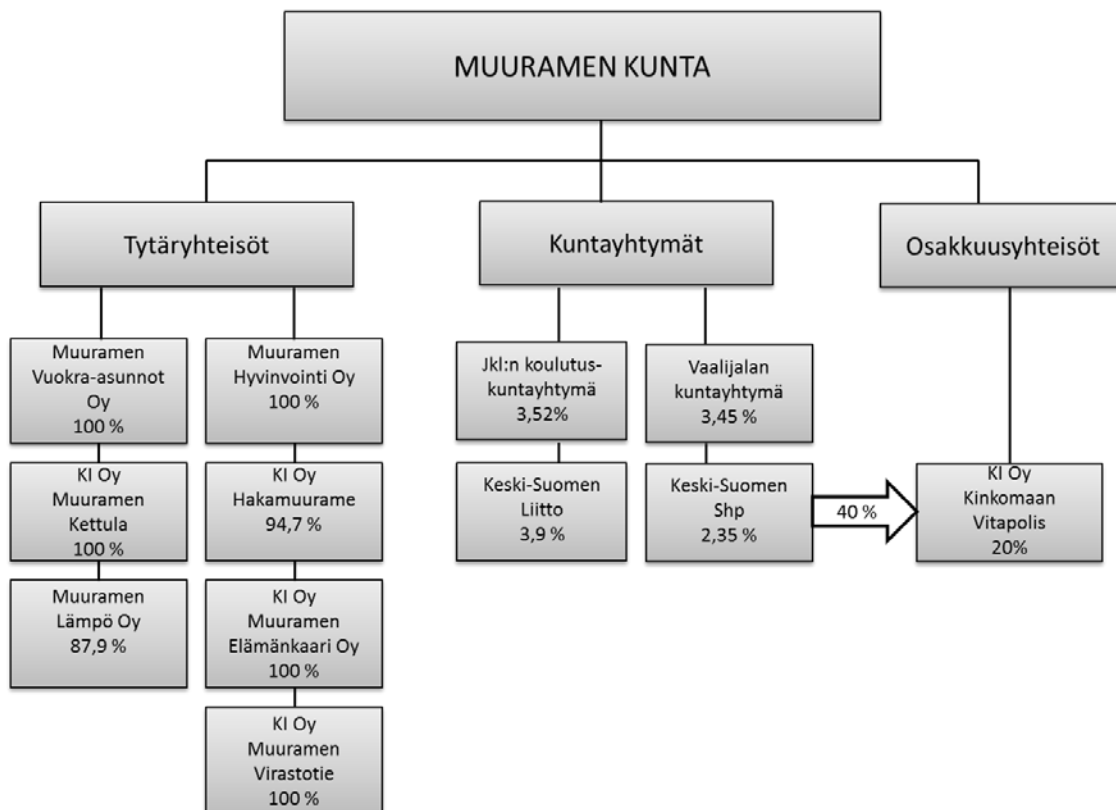 MUURAMEN KUNTA
Tytäryhteisöt
Kuntayhtymät
Osakkuusyhteisöt
Muuramen
Vuokra-asunnot
Oy
100 %
KI Oy
Muuramen
Kettula
100 %
Muuramen
Lämpö Oy
87,9 %
Muuramen
Hyvinvointi Oy
100 %
KI Oy
Hakamuurame
94,7 %
KI Oy
Muuramen
Elämänkaari Oy
100 %
KI Oy
Muuramen
Virastotie
100 %
Jkl:n koulutus-
kuntayhtymä
3,52%
Keski-Suomen
Liitto
3,9 %
Vaalijalan
kuntayhtymä
3,45 %
Keski-Suomen
Shp
2,35 %
40 %
KI Oy
Kinkomaan
Vitapolis
20%